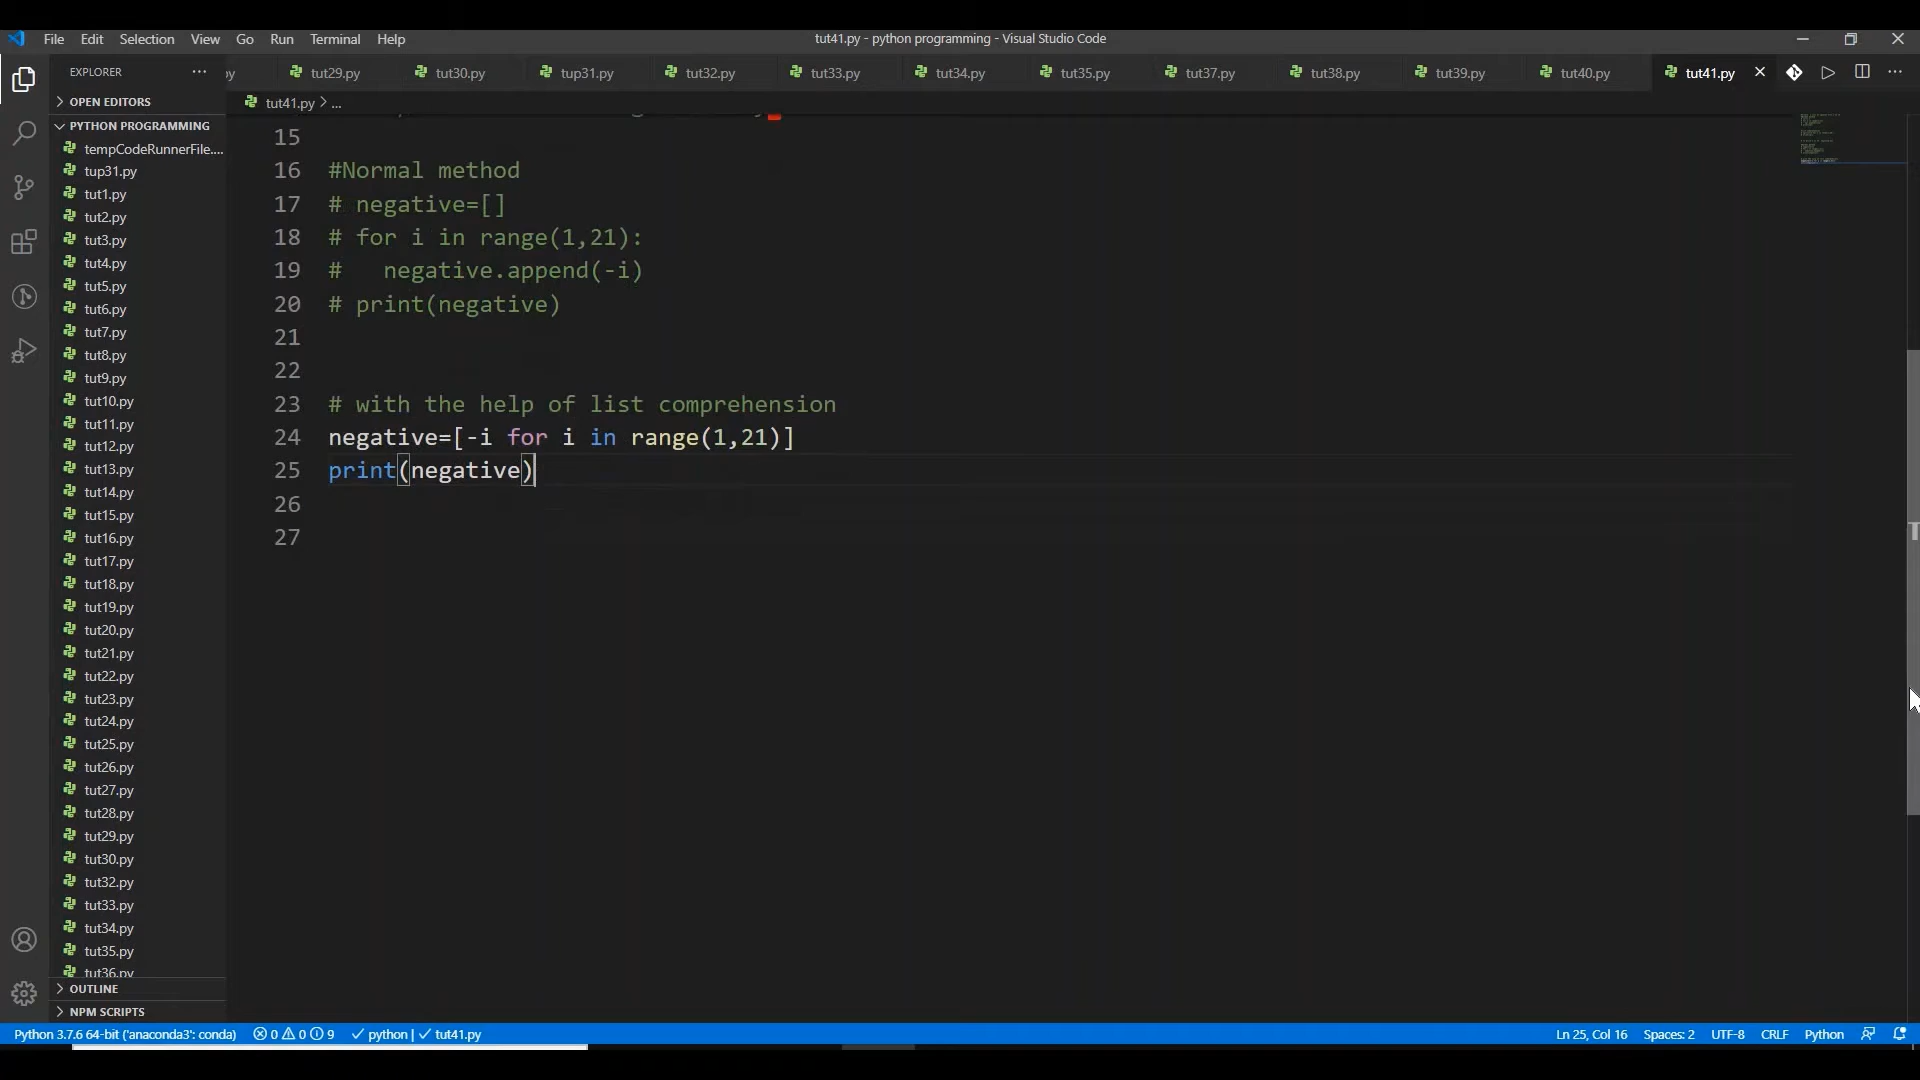 File Edit Selection View Go Run Terminal Help
tut41.py - python programming - Visual Studio Code
EXPLORER
py tut29.py tut30.py tup31.py tut32.py tut33.py tut34.py tut35.py tut37.py tut38.py tut39.py tut40.py tut41.py
OPEN EDITORS
tut41.py > ...
PYTHON PROGRAMMING
tempCodeRunnerFile....
tup31.py
tut1.py
tut2.py
tut3.py
tut4.py
tut5.py
tut6.py
tut7.py
tut8.py
tut9.py
tut10.py
tut11.py
tut12.py
tut13.py
tut14.py
tut15.py
tut16.py
tut17.py
tut18.py
tut19.py
tut20.py
tut21.py
tut22.py
tut23.py
tut24.py
tut25.py
tut26.py
tut27.py
tut28.py
tut29.py
tut30.py
tut32.py
tut33.py
tut34.py
tut35.py
tut36.py
OUTLINE
NPM SCRIPTS
15
16 #Normal method
17 # negative=[]
18 # for i in range(1,21):
19 #   negative.append(-i)
20 # print(negative)
21
22
23 # with the help of list comprehension
24 negative=[-i for i in range(1,21)]
25 print(negative)
26
27
Python 3.7.6 64-bit ('anaconda3': conda) 0 0 9 python | tut41.py Ln 25, Col 16 Spaces: 2 UTF-8 CRLF Python